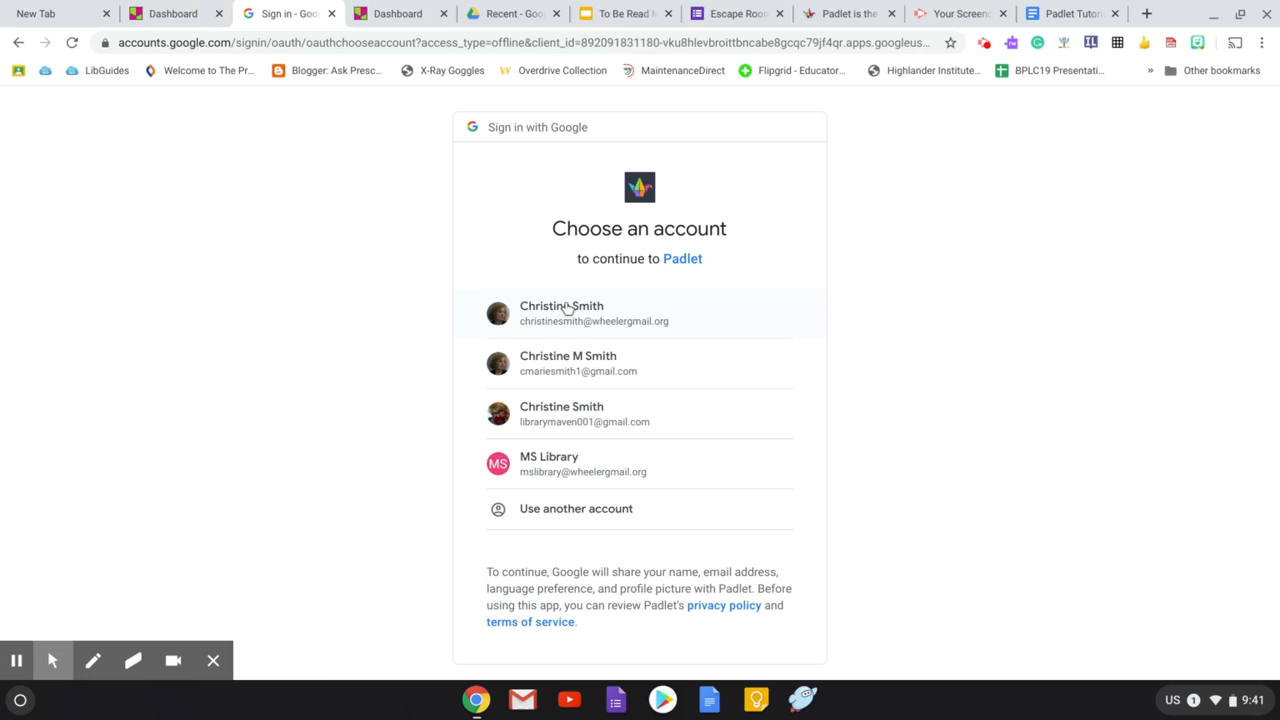 New Tab
Dashboard
Sign in - Goo
Dashboard
Recent - Goo
To Be Read M
Escape Roo
Padlet is the
Your Screen
Padlet Tutor
accounts.google.com/signin/oauth/oauthchooseaccount?access_type=offline&client_id=892091831180-vku8hlevbroittbncabe8gcqc79jf4qr.apps.googleus...
LibGuides
Welcome to The Pr...
Blogger: Ask Presc...
X-Ray Goggles
Overdrive Collection
MaintenanceDirect
Flipgrid - Educator...
Highlander Institute...
BPLC19 Presentati...
»
Other bookmarks
Sign in with Google
Choose an account
to continue to Padlet
Christine Smith
christinesmith@wheelergmail.org
Christine M Smith
cmariesmith1@gmail.com
Christine Smith
librarymaven001@gmail.com
MS
MS Library
mslibrary@wheelergmail.org
Use another account
To continue, Google will share your name, email address,
language preference, and profile picture with Padlet. Before
using this app, you can review Padlet's privacy policy and
terms of service.
US 1 9:41